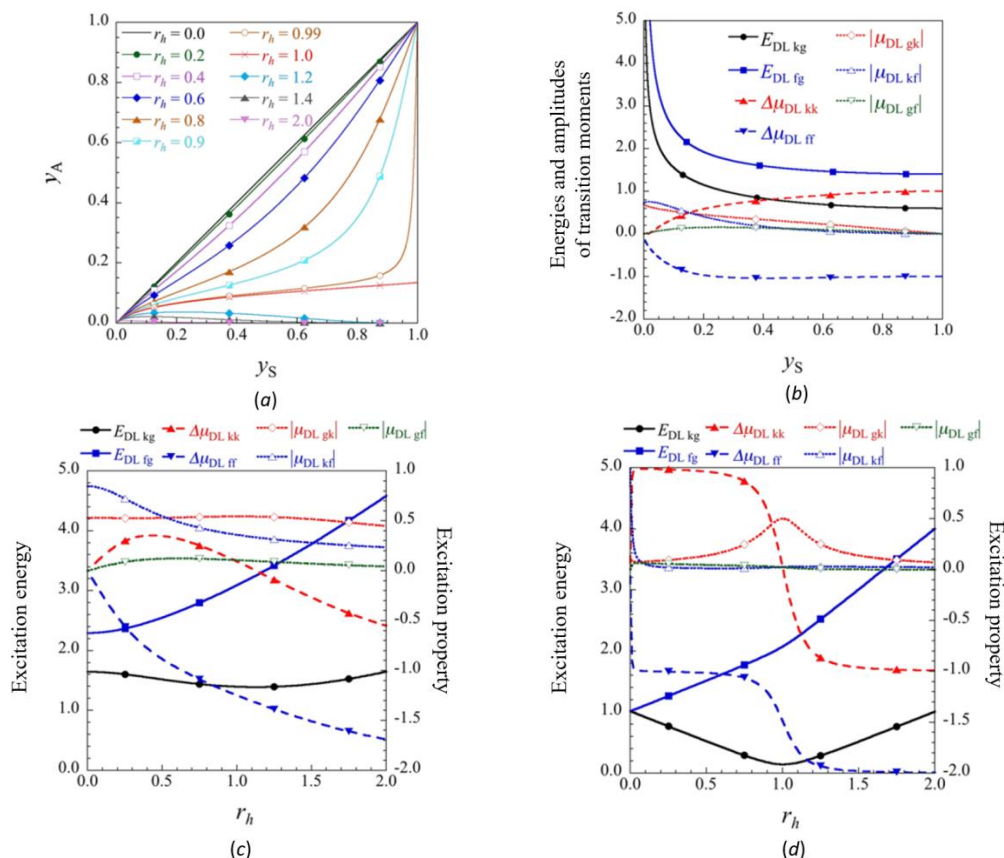 1.0
0.8
0.6
0.4
0.2
0.0
y_A
r_h = 0.0
r_h = 0.2
r_h = 0.4
r_h = 0.6
r_h = 0.8
r_h = 0.9
r_h = 0.99
r_h = 1.0
r_h = 1.2
r_h = 1.4
r_h = 2.0
0.0 0.2 0.4 0.6 0.8 1.0
y_S
(a)
5.0
4.0
3.0
2.0
1.0
0.0
-1.0
-2.0
Energies and amplitudes
of transition moments
E_DL kg
E_DL fg
Δμ_DL kk
Δμ_DL ff
|μ_DL gk|
|μ_DL kf|
|μ_DL gf|
0.0 0.2 0.4 0.6 0.8 1.0
y_S
(b)
E_DL kg Δμ_DL kk |μ_DL gk| |μ_DL gf|
E_DL fg Δμ_DL ff |μ_DL kf|
5.0
4.0
3.0
2.0
1.0
0.0
Excitation energy
1.0
0.5
0.0
-0.5
-1.0
-1.5
-2.0
Excitation property
0.0 0.5 1.0 1.5 2.0
r_h
(c)
E_DL kg Δμ_DL kk |μ_DL gk| |μ_DL gf|
E_DL fg Δμ_DL ff |μ_DL kf|
5.0
4.0
3.0
2.0
1.0
0.0
Excitation energy
1.0
0.5
0.0
-0.5
-1.0
-1.5
-2.0
Excitation property
0.0 0.5 1.0 1.5 2.0
r_h
(d)